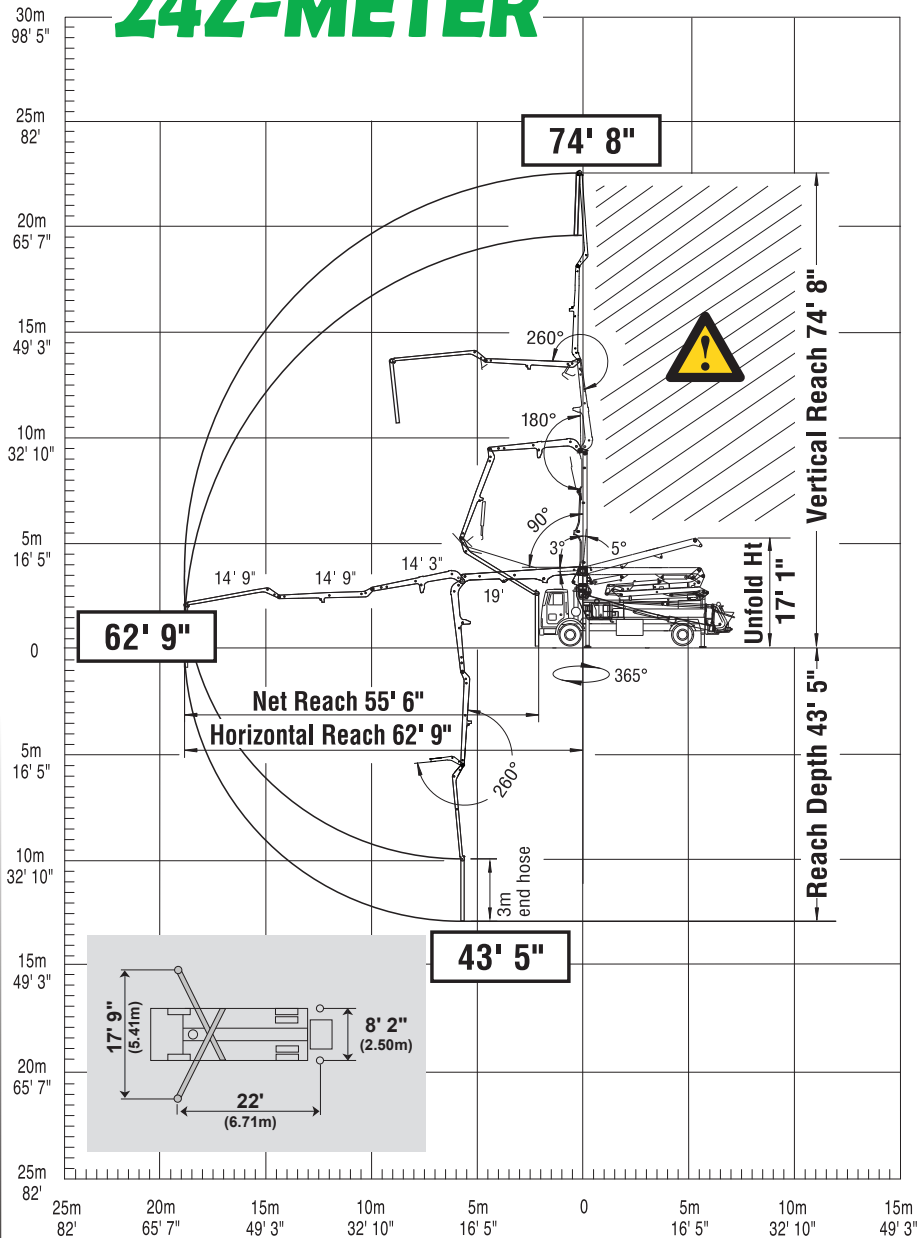 24Z-METER
30m
98' 5"
25m
82'
20m
65' 7"
15m
49' 3"
10m
32' 10"
5m
16' 5"
0
5m
16' 5"
10m
32' 10"
15m
49' 3"
20m
65' 7"
25m
82'
74' 8"
Vertical Reach 74' 8"
260°
180°
90°
3°
5°
14' 9"
14' 9"
14' 3"
19'
Unfold Ht
17' 1"
62' 9"
365°
Net Reach 55' 6"
Horizontal Reach 62' 9"
Reach Depth 43' 5"
260°
3m
end hose
43' 5"
17' 9"
(5.41m)
8' 2"
(2.50m)
22'
(6.71m)
25m
82'
20m
65' 7"
15m
49' 3"
10m
32' 10"
5m
16' 5"
0
5m
16' 5"
10m
32' 10"
15m
49' 3"